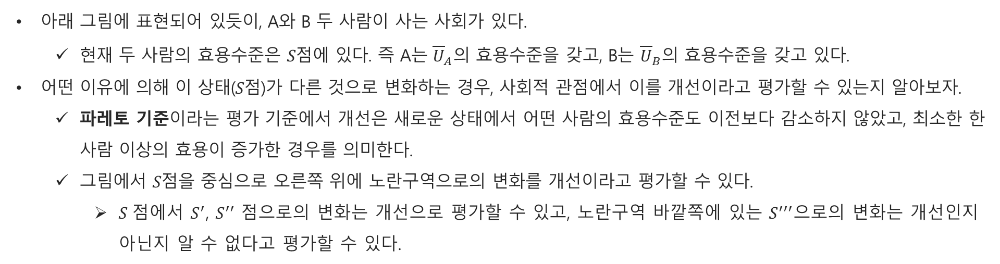 • 아래 그림에 표현되어 있듯이, A와 B 두 사람이 사는 사회가 있다.
✓ 현재 두 사람의 효용수준은 S점에 있다. 즉 A는 U̅_A의 효용수준을 갖고, B는 U̅_B의 효용수준을 갖고 있다.
• 어떤 이유에 의해 이 상태(S점)가 다른 것으로 변화하는 경우, 사회적 관점에서 이를 개선이라고 평가할 수 있는지 알아보자.
✓ 파레토 기준이라는 평가 기준에서 개선은 새로운 상태에서 어떤 사람의 효용수준도 이전보다 감소하지 않았고, 최소한 한
사람 이상의 효용이 증가한 경우를 의미한다.
✓ 그림에서 S점을 중심으로 오른쪽 위에 노란구역으로의 변화를 개선이라고 평가할 수 있다.
➢ S 점에서 S′, S′′ 점으로의 변화는 개선으로 평가할 수 있고, 노란구역 바깥쪽에 있는 S′′′으로의 변화는 개선인지
아닌지 알 수 없다고 평가할 수 있다.